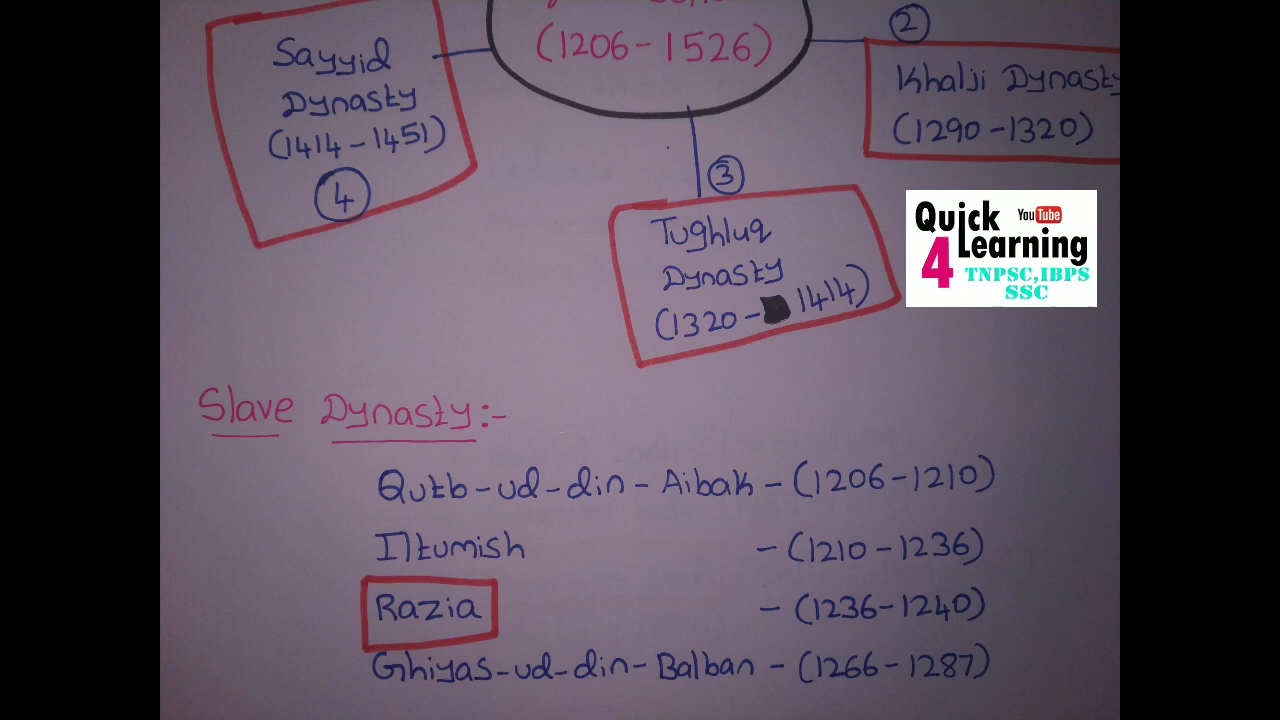 (1206-1526)
Sayyid
Dynasty
(1414-1451)
4
2
Khalji Dynasty
(1290-1320)
3
Tughluq
Dynasty
(1320- 1414)
Quick
4 Learning
YouTube
TNPSC,IBPS
SSC
Slave Dynasty:-
Qutb-ud-din-Aibak-(1206-1210)
Iltumish -(1210-1236)
Razia -(1236-1240)
Ghiyas-ud-din-Balban-(1266-1287)